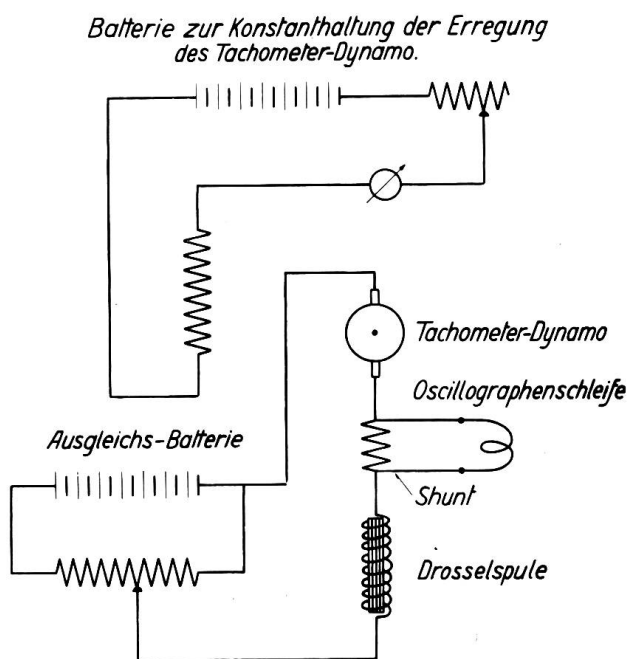 Batterie zur Konstanthaltung der Erregung
des Tachometer-Dynamo.
Tachometer-Dynamo
Oscillographenschleife
Ausgleichs-Batterie
Shunt
Drosselspule